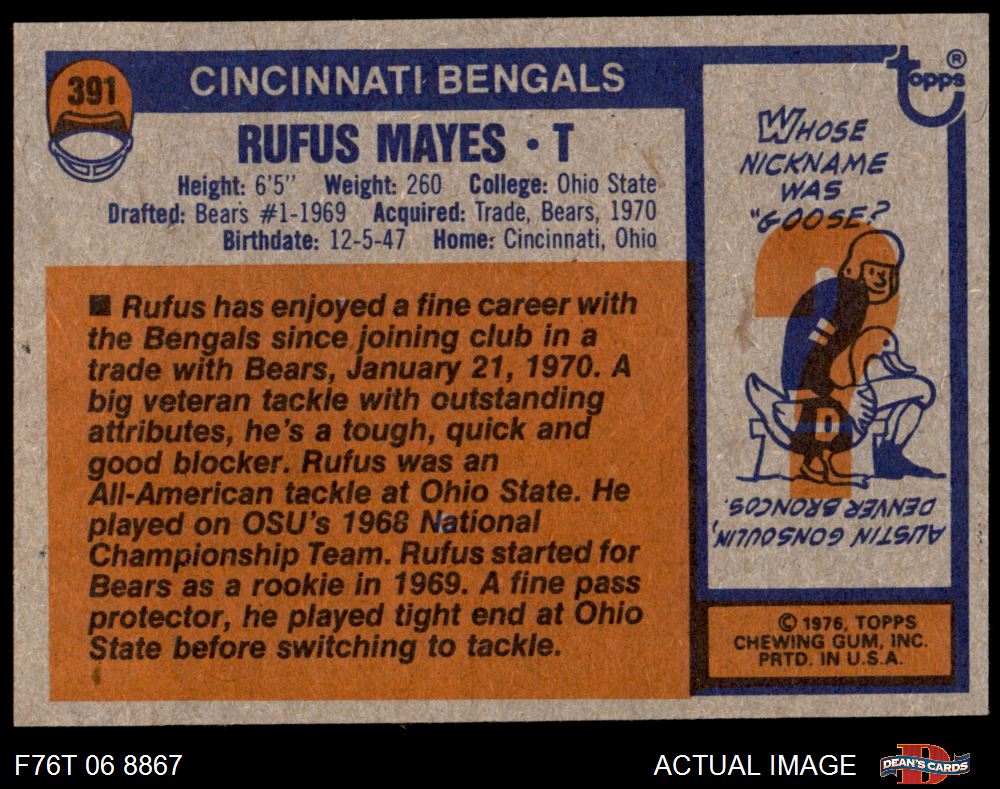 391
CINCINNATI BENGALS
Topps®
RUFUS MAYES • T
Height: 6'5" Weight: 260 College: Ohio State
Drafted: Bears #1-1969 Acquired: Trade, Bears, 1970
Birthdate: 12-5-47 Home: Cincinnati, Ohio
■ Rufus has enjoyed a fine career with
the Bengals since joining club in a
trade with Bears, January 21, 1970. A
big veteran tackle with outstanding
attributes, he's a tough, quick and
good blocker. Rufus was an
All-American tackle at Ohio State. He
played on OSU's 1968 National
Championship Team. Rufus started for
Bears as a rookie in 1969. A fine pass
protector, he played tight end at Ohio
State before switching to tackle.
WHOSE
NICKNAME
WAS
"GOOSE?
?
AUSTIN GONSOULIN,
DENVER BRONCOS.
© 1976, TOPPS
CHEWING GUM, INC.
PRTD. IN U.S.A.
F76T 06 8867
ACTUAL IMAGE
D
DEAN'S CARDS